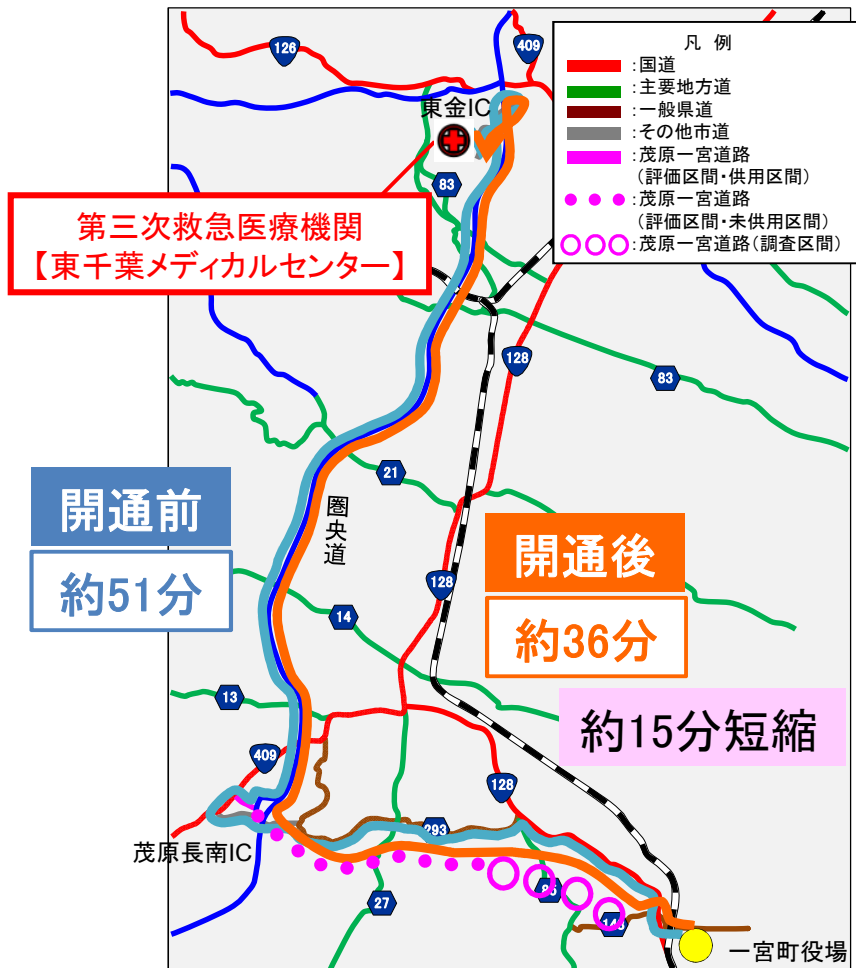 126
409
凡 例
:国道
:主要地方道
:一般県道
:その他市道
:茂原一宮道路
(評価区間・供用区間)
:茂原一宮道路
(評価区間・未供用区間)
:茂原一宮道路(調査区間)
東金IC
83
第三次救急医療機関
【東千葉メディカルセンター】
128
83
21
開通前
約51分
圏央道
開通後
約36分
128
14
13
約15分短縮
409
128
293
茂原長南IC
85
27
一宮町役場